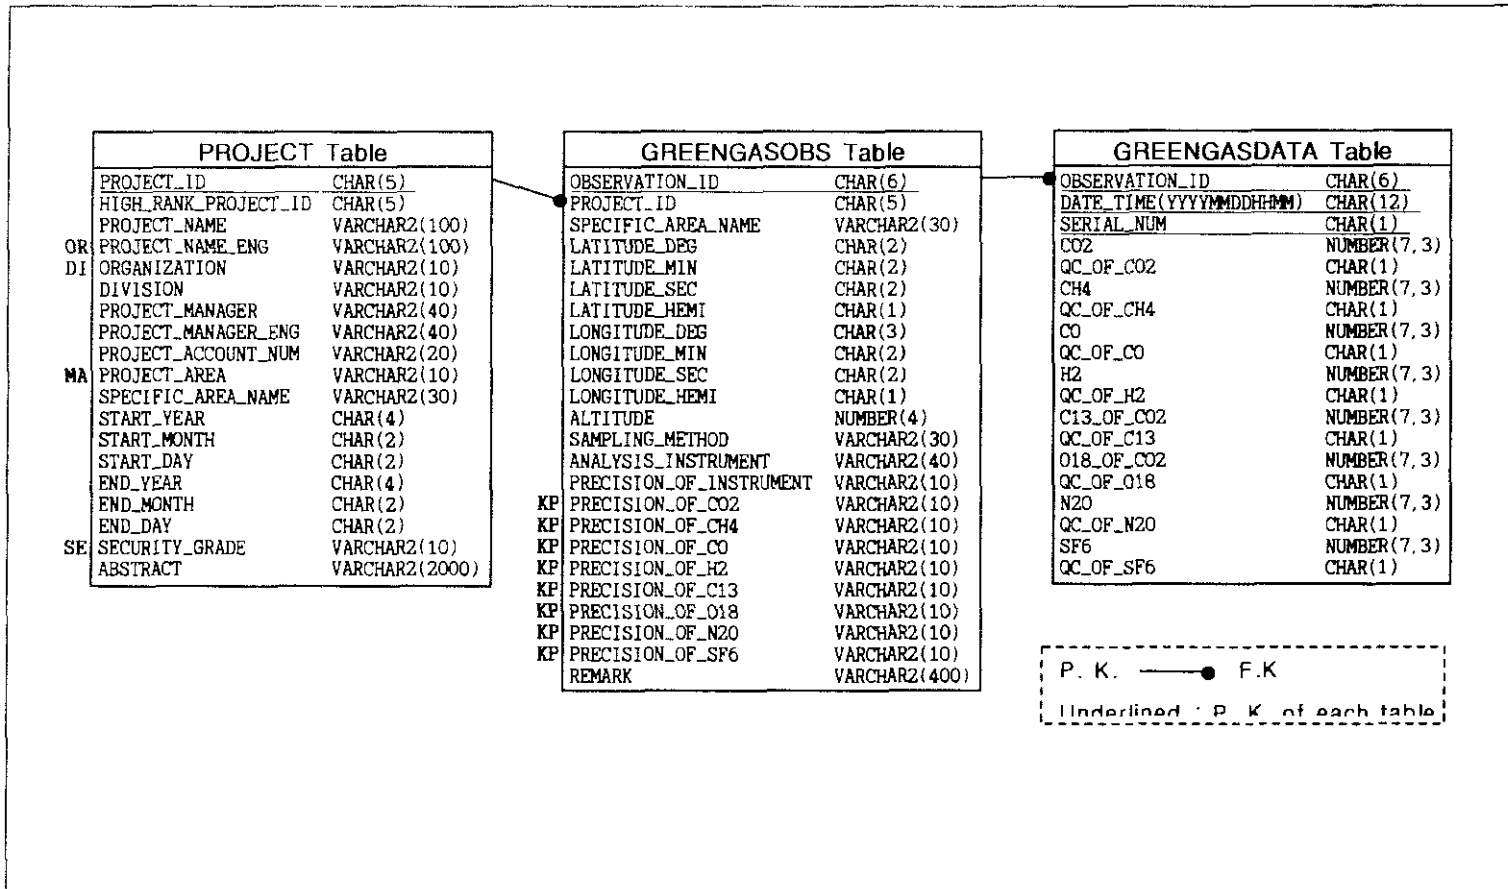 PROJECT Table
PROJECT_ID CHAR(5)
HIGH_RANK_PROJECT_ID CHAR(5)
PROJECT_NAME VARCHAR2(100)
OR PROJECT_NAME_ENG VARCHAR2(100)
DI ORGANIZATION VARCHAR2(10)
DIVISION VARCHAR2(10)
PROJECT_MANAGER VARCHAR2(40)
PROJECT_MANAGER_ENG VARCHAR2(40)
PROJECT_ACCOUNT_NUM VARCHAR2(20)
MA PROJECT_AREA VARCHAR2(10)
SPECIFIC_AREA_NAME VARCHAR2(30)
START_YEAR CHAR(4)
START_MONTH CHAR(2)
START_DAY CHAR(2)
END_YEAR CHAR(4)
END_MONTH CHAR(2)
END_DAY CHAR(2)
SE SECURITY_GRADE VARCHAR2(10)
ABSTRACT VARCHAR2(2000)
GREENGASOBS Table
OBSERVATION_ID CHAR(6)
PROJECT_ID CHAR(5)
SPECIFIC_AREA_NAME VARCHAR2(30)
LATITUDE_DEG CHAR(2)
LATITUDE_MIN CHAR(2)
LATITUDE_SEC CHAR(2)
LATITUDE_HEMI CHAR(1)
LONGITUDE_DEG CHAR(3)
LONGITUDE_MIN CHAR(2)
LONGITUDE_SEC CHAR(2)
LONGITUDE_HEMI CHAR(1)
ALTITUDE NUMBER(4)
SAMPLING_METHOD VARCHAR2(30)
ANALYSIS_INSTRUMENT VARCHAR2(40)
PRECISION_OF_INSTRUMENT VARCHAR2(10)
KP PRECISION_OF_CO2 VARCHAR2(10)
KP PRECISION_OF_CH4 VARCHAR2(10)
KP PRECISION_OF_CO VARCHAR2(10)
KP PRECISION_OF_H2 VARCHAR2(10)
KP PRECISION_OF_C13 VARCHAR2(10)
KP PRECISION_OF_O18 VARCHAR2(10)
KP PRECISION_OF_N2O VARCHAR2(10)
KP PRECISION_OF_SF6 VARCHAR2(10)
REMARK VARCHAR2(400)
GREENGASDATA Table
OBSERVATION_ID CHAR(6)
DATE_TIME(YYYYMMDDHHMM) CHAR(12)
SERIAL_NUM CHAR(1)
CO2 NUMBER(7,3)
QC_OF_CO2 CHAR(1)
CH4 NUMBER(7,3)
QC_OF_CH4 CHAR(1)
CO NUMBER(7,3)
QC_OF_CO CHAR(1)
H2 NUMBER(7,3)
QC_OF_H2 CHAR(1)
C13_OF_CO2 NUMBER(7,3)
QC_OF_C13 CHAR(1)
O18_OF_CO2 NUMBER(7,3)
QC_OF_O18 CHAR(1)
N2O NUMBER(7,3)
QC_OF_N2O CHAR(1)
SF6 NUMBER(7,3)
QC_OF_SF6 CHAR(1)
P. K. F.K
Underlined : P. K. of each table